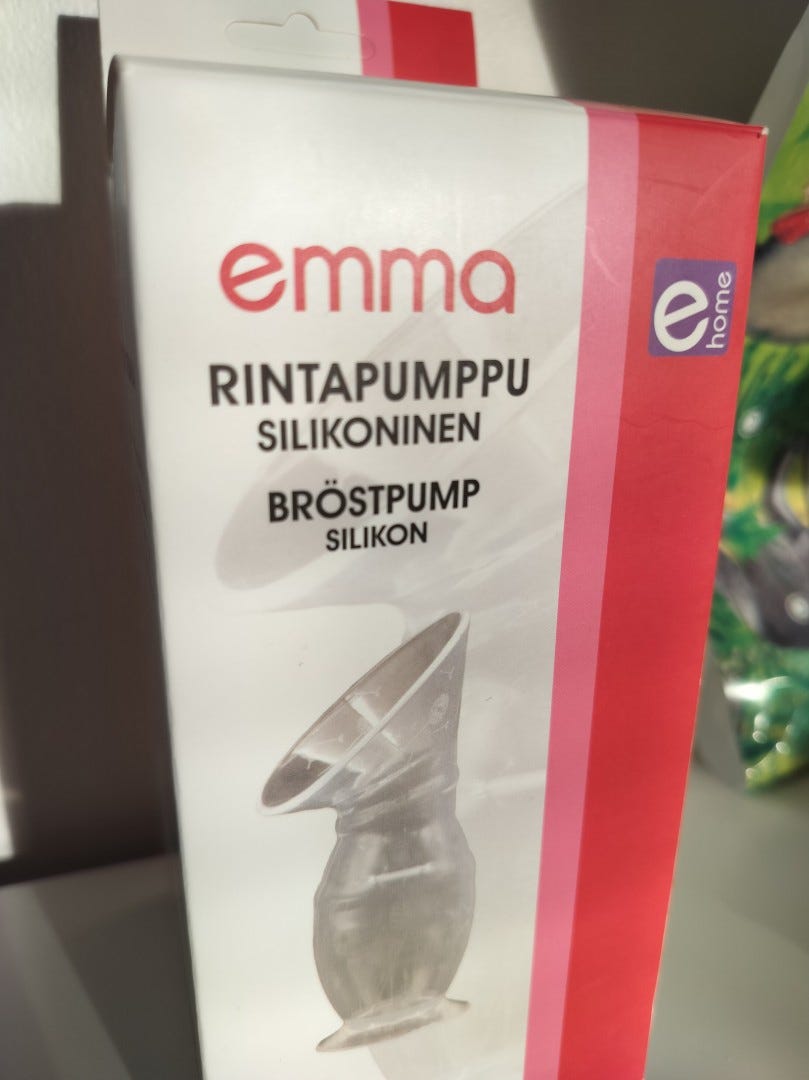 emma
e home
RINTAPUMPPU
SILIKONINEN
BRÖSTPUMP
SILIKON